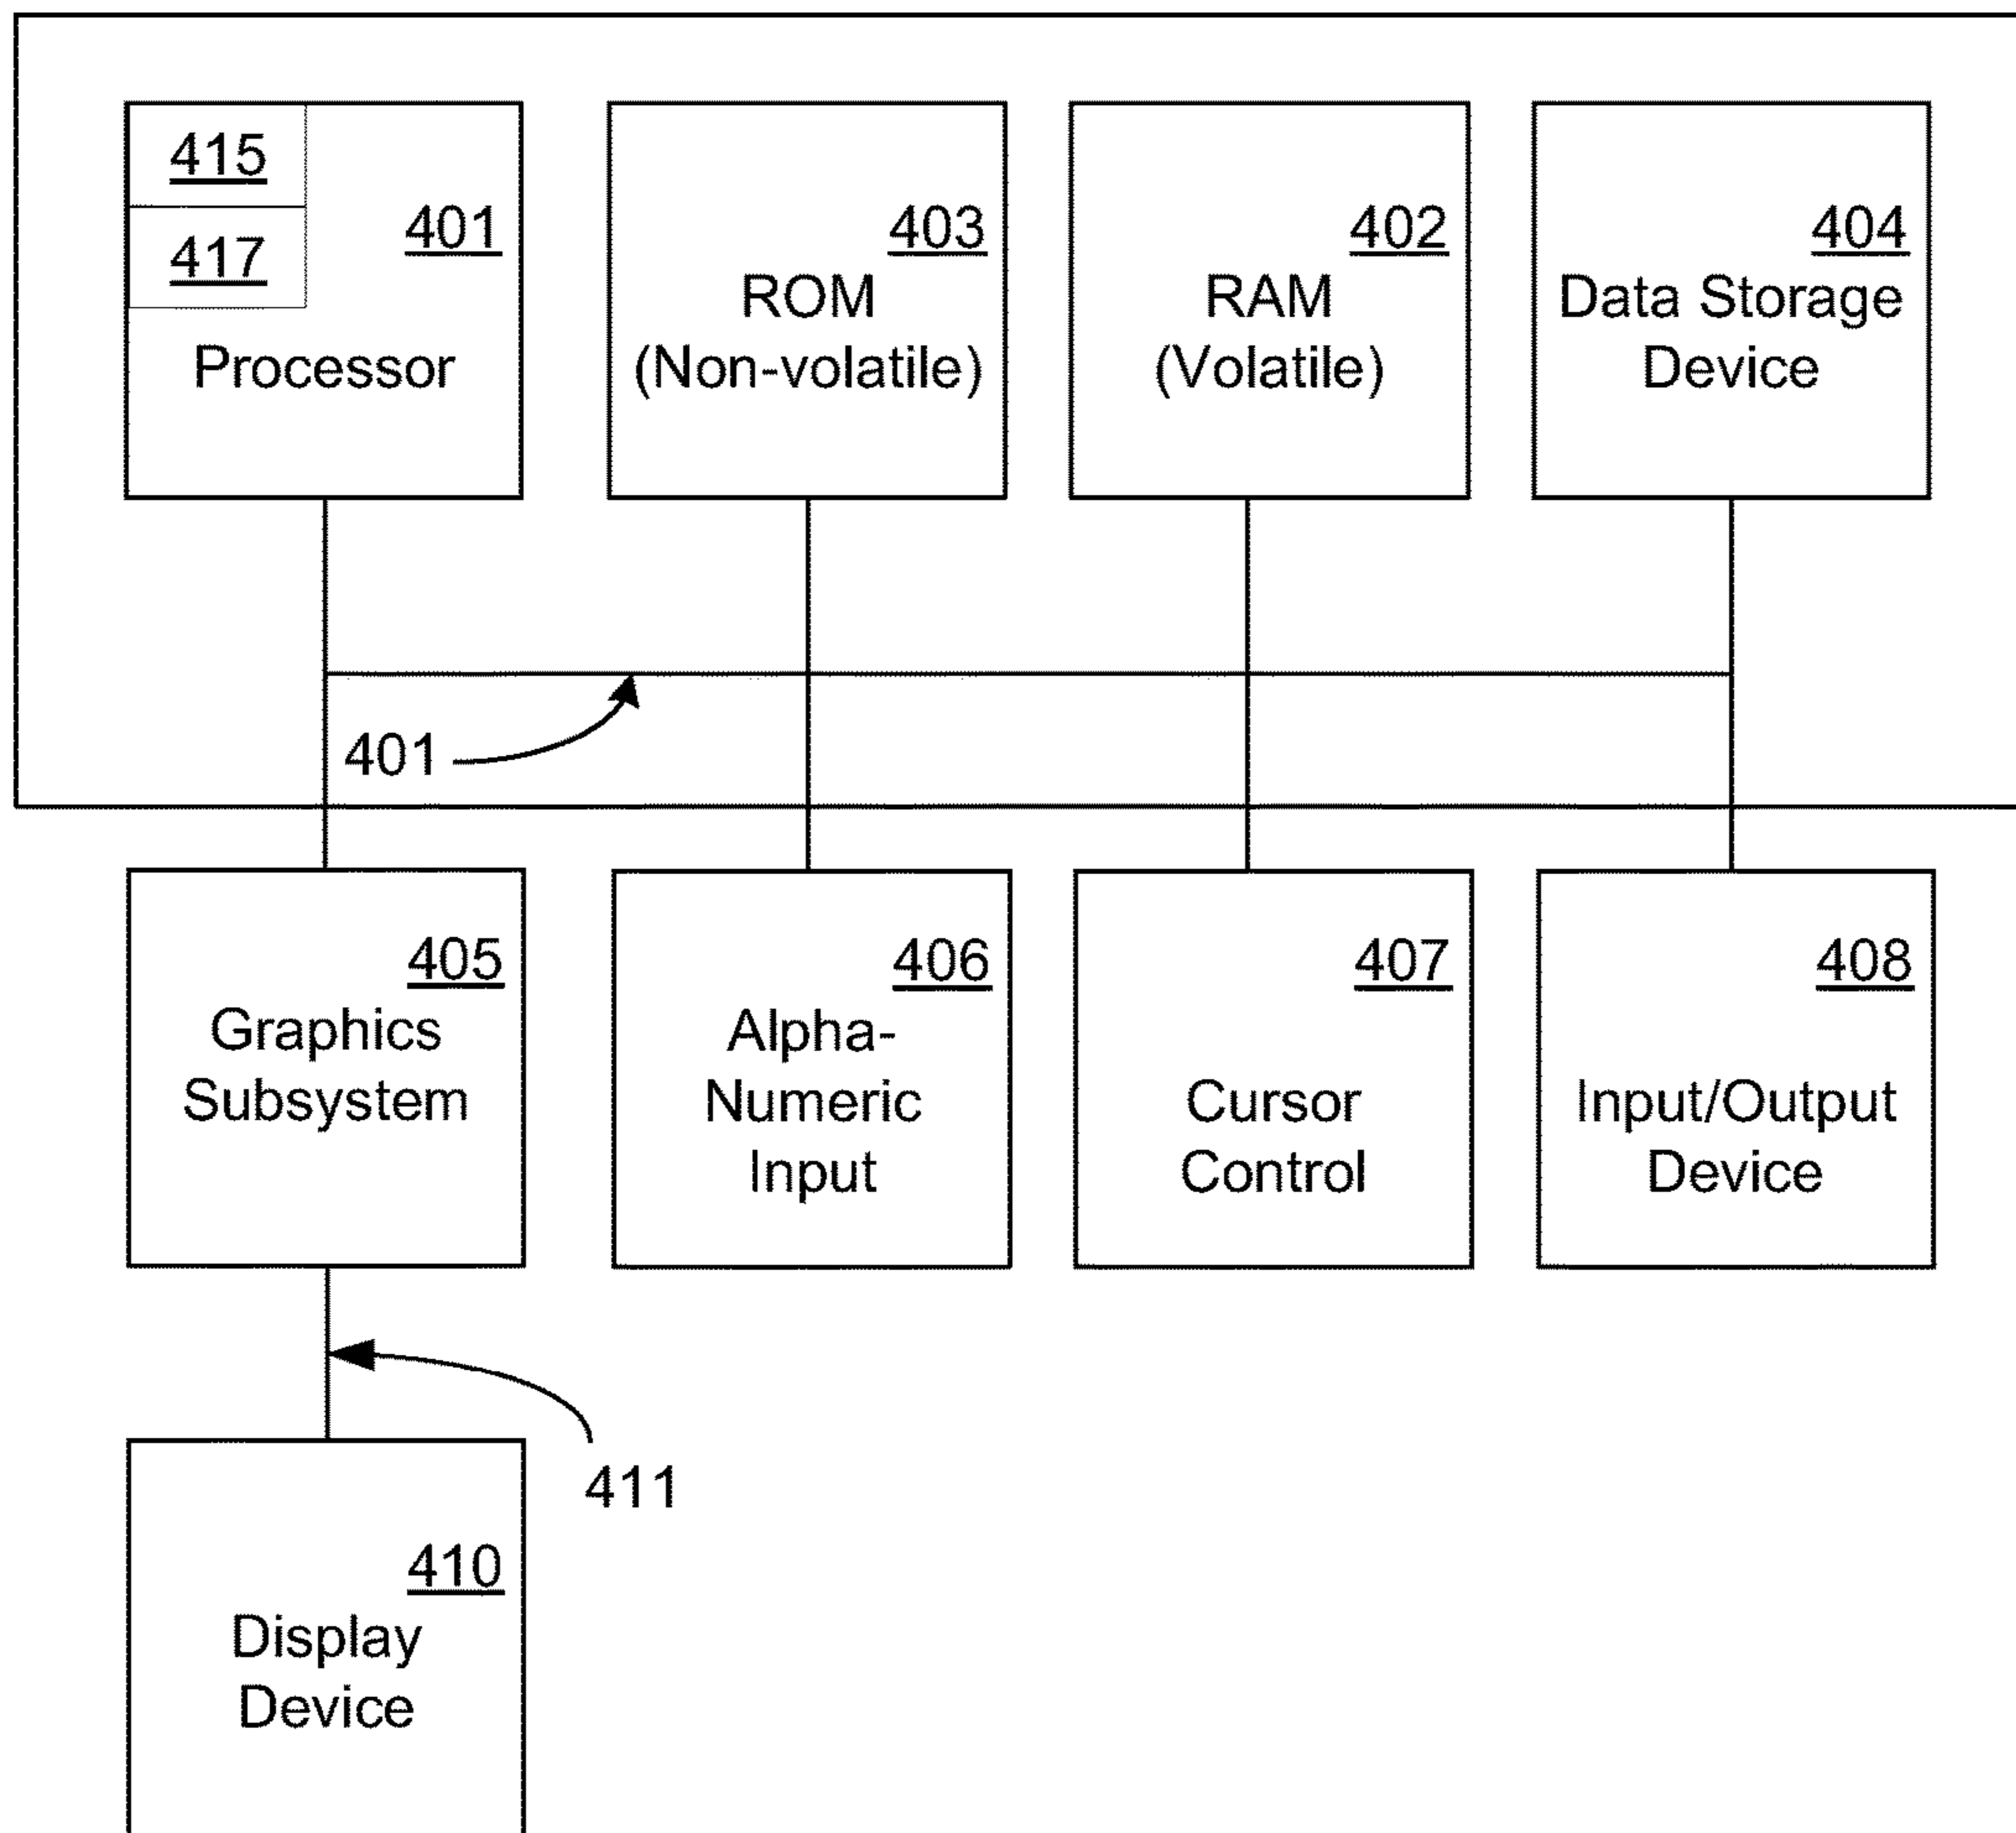 415
417
401
Processor
403
ROM
(Non-volatile)
402
RAM
(Volatile)
404
Data Storage
Device
401
405
Graphics
Subsystem
406
Alpha-
Numeric
Input
407
Cursor
Control
408
Input/Output
Device
411
410
Display
Device